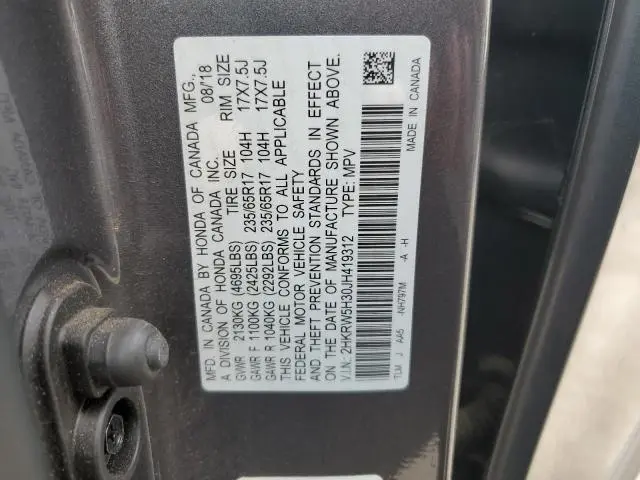 MFD. IN CANADA BY HONDA OF CANADA MFG.,
A DIVISION OF HONDA CANADA INC. 08/18
TIRE SIZE RIM SIZE
GVWR 2130KG (4695LBS)
GAWR F 1100KG (2425LBS) 235/65R17 104H 17X7.5J
GAWR R 1040KG (2292LBS) 235/65R17 104H 17X7.5J
THIS VEHICLE CONFORMS TO ALL APPLICABLE
FEDERAL MOTOR VEHICLE SAFETY
AND THEFT PREVENTION STANDARDS IN EFFECT
ON THE DATE OF MANUFACTURE SHOWN ABOVE.
V.I.N.: 2HKRW5H30JH419312 TYPE: MPV
TLM J AA5 -NH797M -A -H
MADE IN CANADA